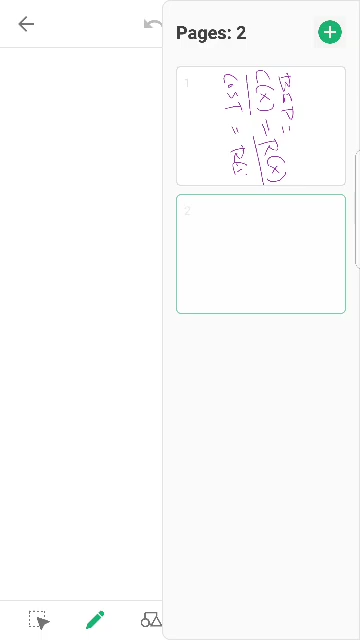 Pages: 2
1
BEP =
C(x) = R(x)
COST =
2